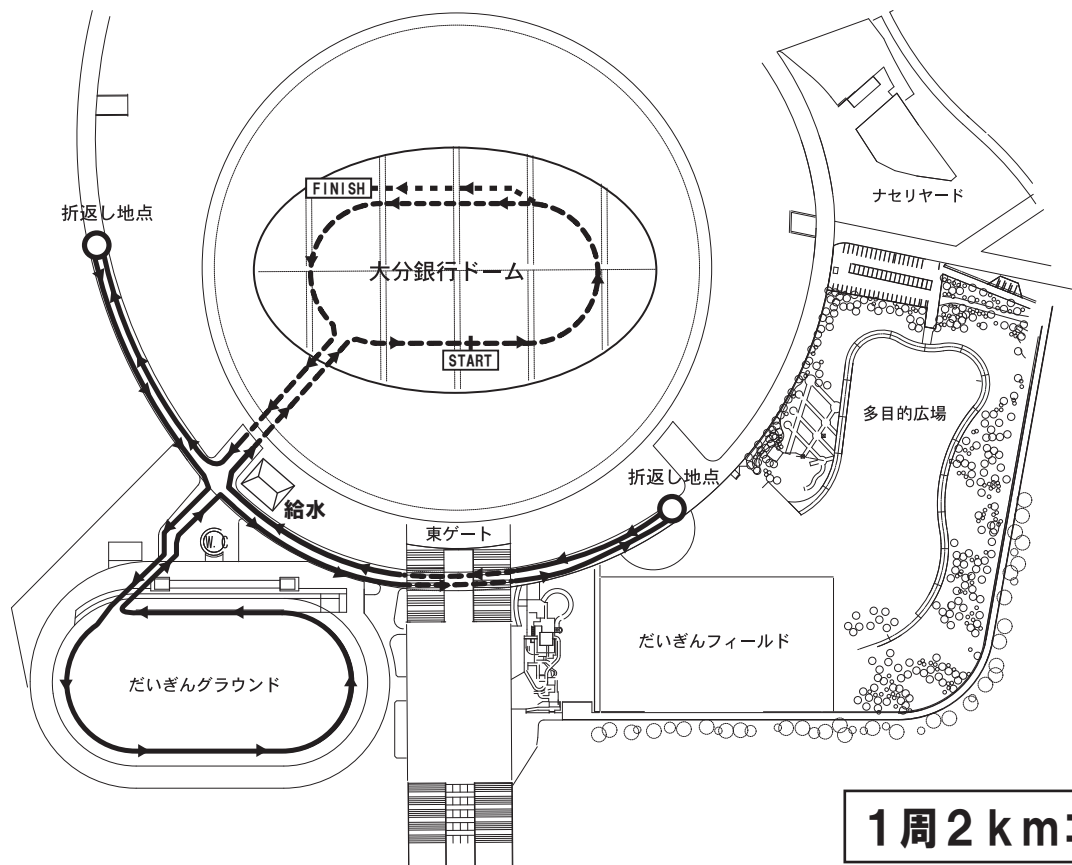 FINISH
ナセリヤード
折返し地点
大分銀行ドーム
START
多目的広場
折返し地点
給水
東ゲート
W.C
だいぎんフィールド
だいぎんグラウンド
1周2km